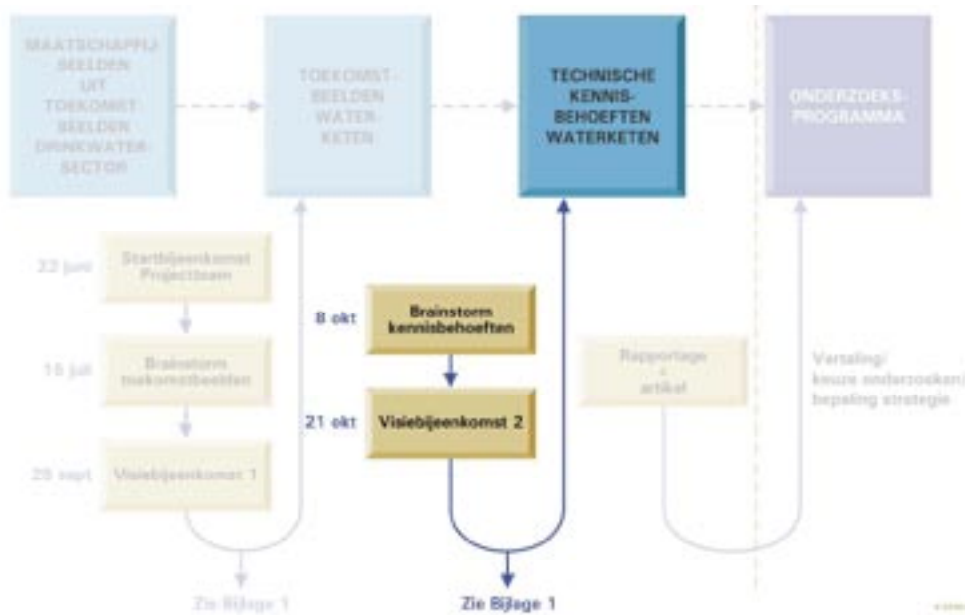 MAATSCHAPPIJ
BEELDEN
UIT
TOEKOMST-
BEELDEN
DRINKWATER-
SECTOR
TOEKOMST-
BEELDEN
WATER-
KETEN
TECHNISCHE
KENNIS-
BEHOEFTEN
WATERKETEN
ONDERZOEKS-
PROGRAMMA
22 juni
Startbijeenkomst
Projectteam
15 juli
Brainstorm
toekomstbeelden
25 sept
Visiebijeenkomst 1
Zie Bijlage 1
8 okt
Brainstorm
kennisbehoeften
21 okt
Visiebijeenkomst 2
Zie Bijlage 1
Rapportage
+
artikel
Vertaling/
keuze onderzoeken/
bepaling strategie